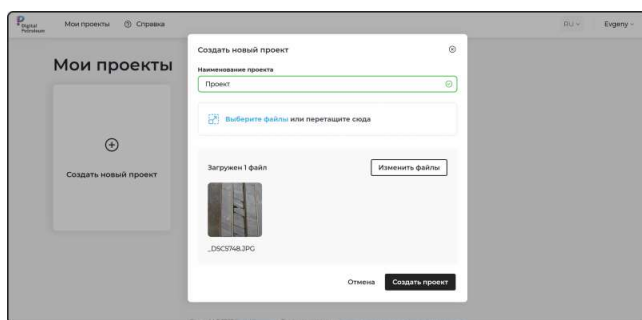 Digital
Petroleum
Мои проекты
Справка
RU
Evgeny
Мои проекты
Создать новый проект
Создать новый проект
Наименование проекта
Проект
Выберите файлы или перетащите сюда
Загружен 1 файл
Изменить файлы
_DSC5748.JPG
Отмена
Создать проект